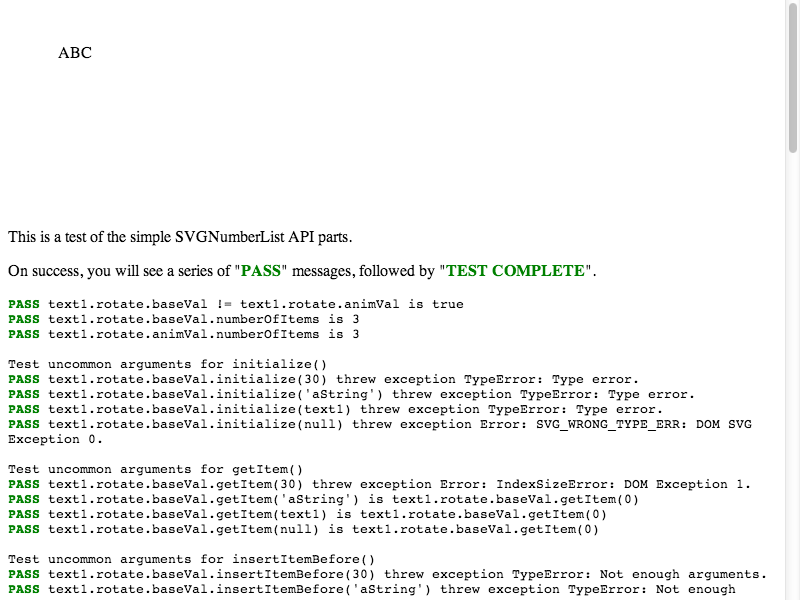 ABC
This is a test of the simple SVGNumberList API parts.
On success, you will see a series of "PASS" messages, followed by "TEST COMPLETE".
PASS text1.rotate.baseVal != text1.rotate.animVal is true
PASS text1.rotate.baseVal.numberOfItems is 3
PASS text1.rotate.animVal.numberOfItems is 3
Test uncommon arguments for initialize()
PASS text1.rotate.baseVal.initialize(30) threw exception TypeError: Type error.
PASS text1.rotate.baseVal.initialize('aString') threw exception TypeError: Type error.
PASS text1.rotate.baseVal.initialize(text1) threw exception TypeError: Type error.
PASS text1.rotate.baseVal.initialize(null) threw exception Error: SVG_WRONG_TYPE_ERR: DOM SVG
Exception 0.
Test uncommon arguments for getItem()
PASS text1.rotate.baseVal.getItem(30) threw exception Error: IndexSizeError: DOM Exception 1.
PASS text1.rotate.baseVal.getItem('aString') is text1.rotate.baseVal.getItem(0)
PASS text1.rotate.baseVal.getItem(text1) is text1.rotate.baseVal.getItem(0)
PASS text1.rotate.baseVal.getItem(null) is text1.rotate.baseVal.getItem(0)
Test uncommon arguments for insertItemBefore()
PASS text1.rotate.baseVal.insertItemBefore(30) threw exception TypeError: Not enough arguments.
PASS text1.rotate.baseVal.insertItemBefore('aString') threw exception TypeError: Not enough